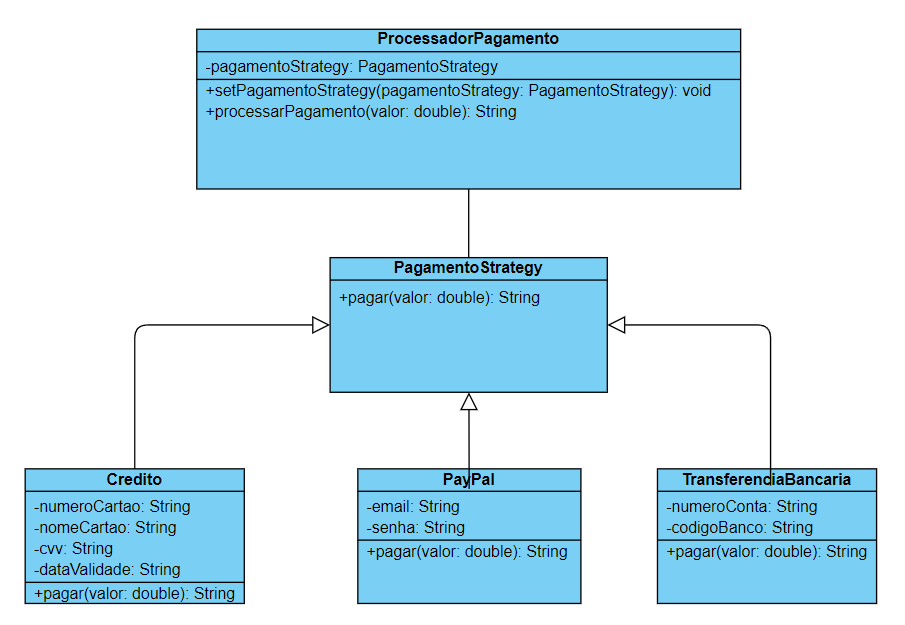 ProcessadorPagamento
-pagamentoStrategy: PagamentoStrategy
+setPagamentoStrategy(pagamentoStrategy: PagamentoStrategy): void
+processarPagamento(valor: double): String
PagamentoStrategy
+pagar(valor: double): String
Credito
-numeroCartao: String
-nomeCartao: String
-cvv: String
-dataValidade: String
+pagar(valor: double): String
PayPal
-email: String
-senha: String
+pagar(valor: double): String
TransferenciaBancaria
-numeroConta: String
-codigoBanco: String
+pagar(valor: double): String